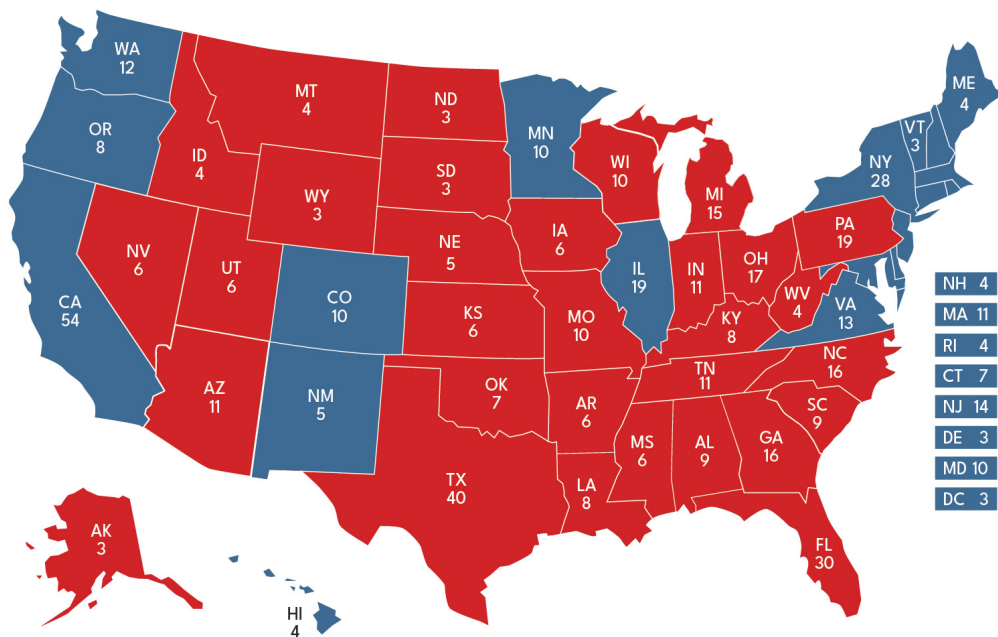 WA
12
OR
8
CA
54
ID
4
NV
6
MT
4
WY
3
UT
6
AZ
11
CO
10
NM
5
ND
3
SD
3
NE
5
KS
6
OK
7
TX
40
MN
10
IA
6
MO
10
AR
6
LA
8
WI
10
IL
19
MI
15
IN
11
OH
17
KY
8
TN
11
MS
6
AL
9
GA
16
FL
30
SC
9
NC
16
VA
13
WV
4
PA
19
NY
28
VT
3
ME
4
NH 4
MA 11
RI 4
CT 7
NJ 14
DE 3
MD 10
DC 3
AK
3
HI
4